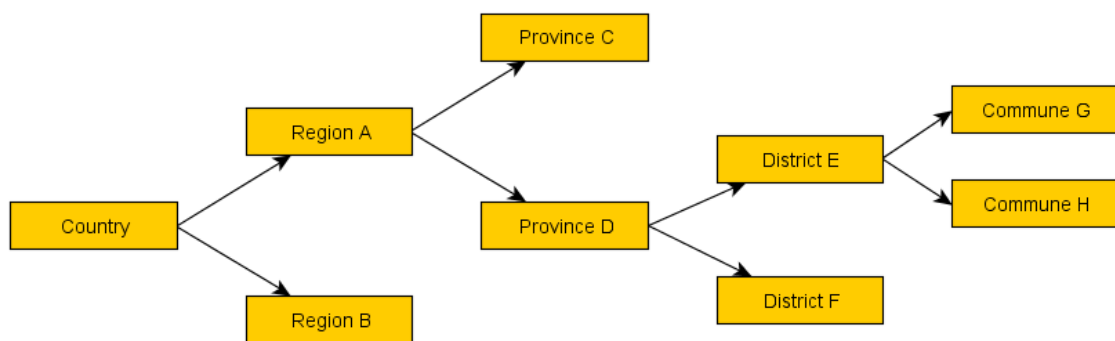 Province C
Region A
Commune G
District E
Commune H
Country
Province D
District F
Region B